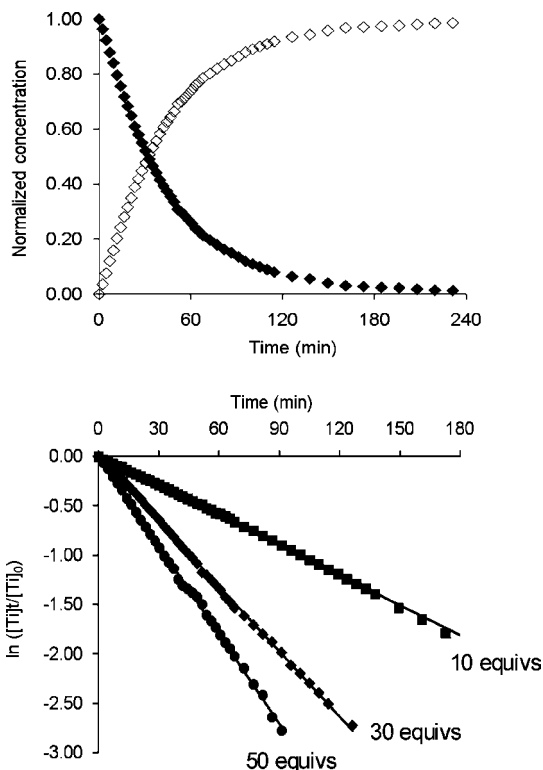 1.00
0.80
0.60
0.40
0.20
0.00
Normalized concentration
0 60 120 180 240
Time (min)
Time (min)
0 30 60 90 120 150 180
0.00
-0.50
-1.00
-1.50
-2.00
-2.50
-3.00
ln ([Ti]t/[Ti]0)
10 equivs
30 equivs
50 equivs